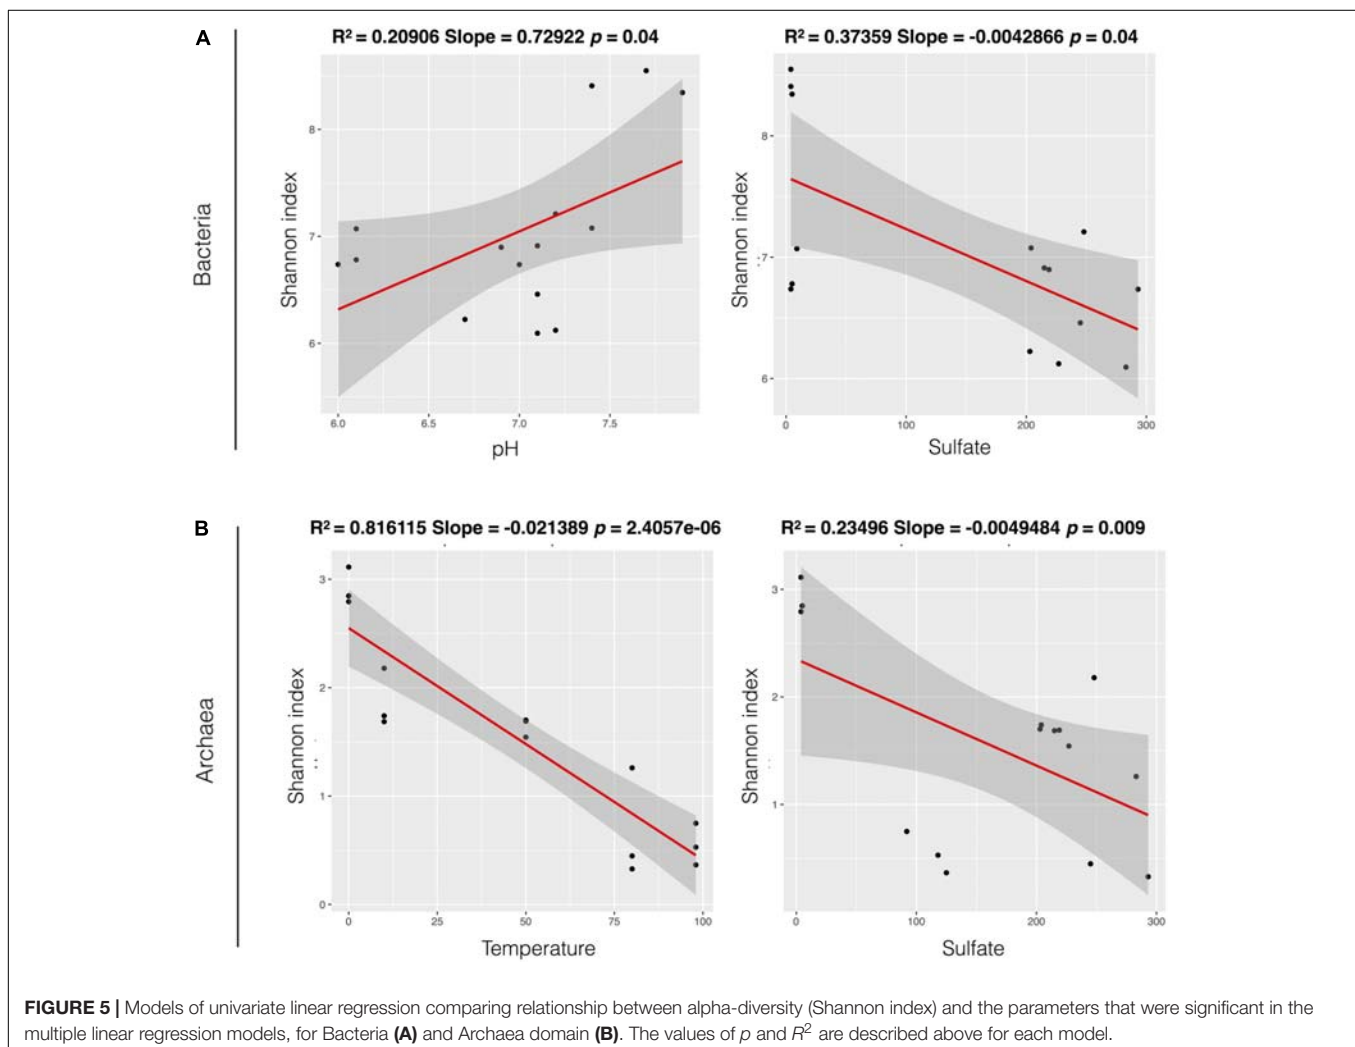 A
R² = 0.20906 Slope = 0.72922 p = 0.04
R² = 0.37359 Slope = -0.0042866 p = 0.04
Bacteria
Shannon index
8
7
6
6.0 6.5 7.0 7.5
pH
Shannon index
8
7
6
0 100 200 300
Sulfate
B
R² = 0.816115 Slope = -0.021389 p = 2.4057e-06
R² = 0.23496 Slope = -0.0049484 p = 0.009
Archaea
Shannon index
3
2
1
0
0 25 50 75 100
Temperature
Shannon index
3
2
1
0 100 200 300
Sulfate
FIGURE 5 | Models of univariate linear regression comparing relationship between alpha-diversity (Shannon index) and the parameters that were significant in the
multiple linear regression models, for Bacteria (A) and Archaea domain (B). The values of p and R² are described above for each model.